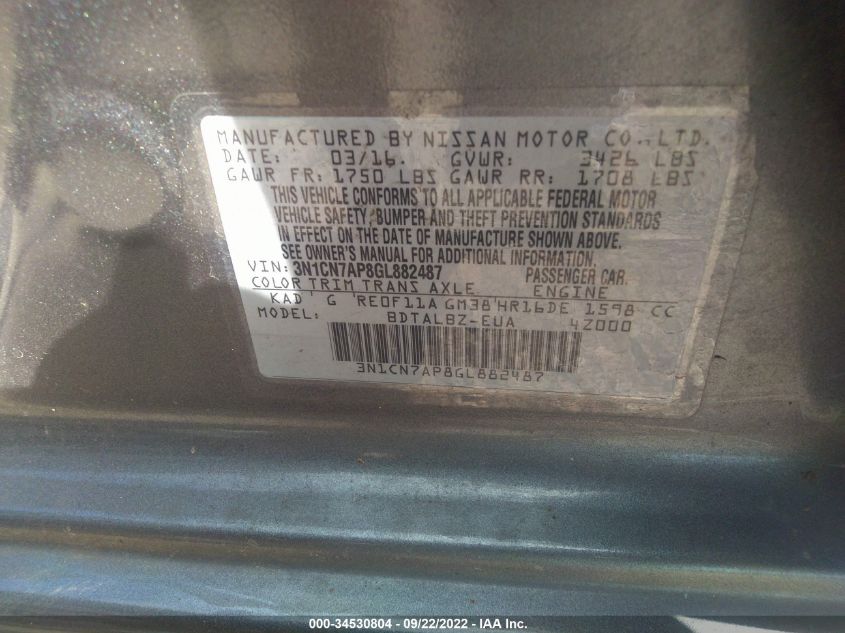 MANUFACTURED BY NISSAN MOTOR CO.,LTD.
DATE: 03/16. GVWR: 3426 LBS
GAWR FR: 1750 LBS GAWR RR: 1708 LBS
THIS VEHICLE CONFORMS TO ALL APPLICABLE FEDERAL MOTOR
VEHICLE SAFETY, BUMPER AND THEFT PREVENTION STANDARDS
IN EFFECT ON THE DATE OF MANUFACTURE SHOWN ABOVE.
SEE OWNER'S MANUAL FOR ADDITIONAL INFORMATION.
VIN: 3N1CN7AP8GL882487 PASSENGER CAR.
COLOR TRIM TRANS AXLE ENGINE
KAD ' G 'RE0F11A GM38'HR16DE 1598 CC
MODEL: BDTALBZ-EUA 4Z000
3N1CN7AP8GL882487
000-34530804 - 09/22/2022 - IAA Inc.